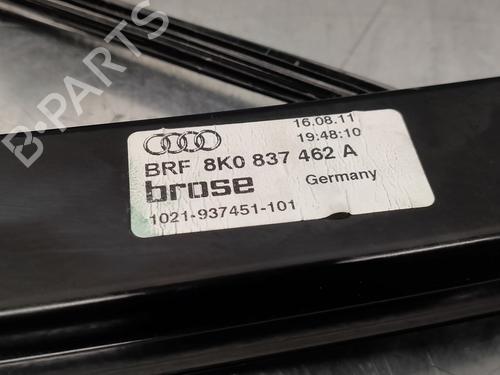 B-PARTS
16.08.11
19:48:10
BRF 8K0 837 462 A
brose
Germany
1021-937451-101